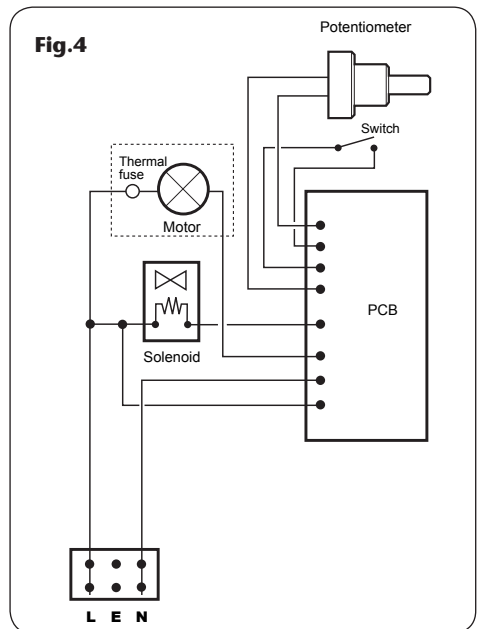 Fig.4
Potentiometer
Switch
Thermal
fuse
Motor
Solenoid
PCB
L E N